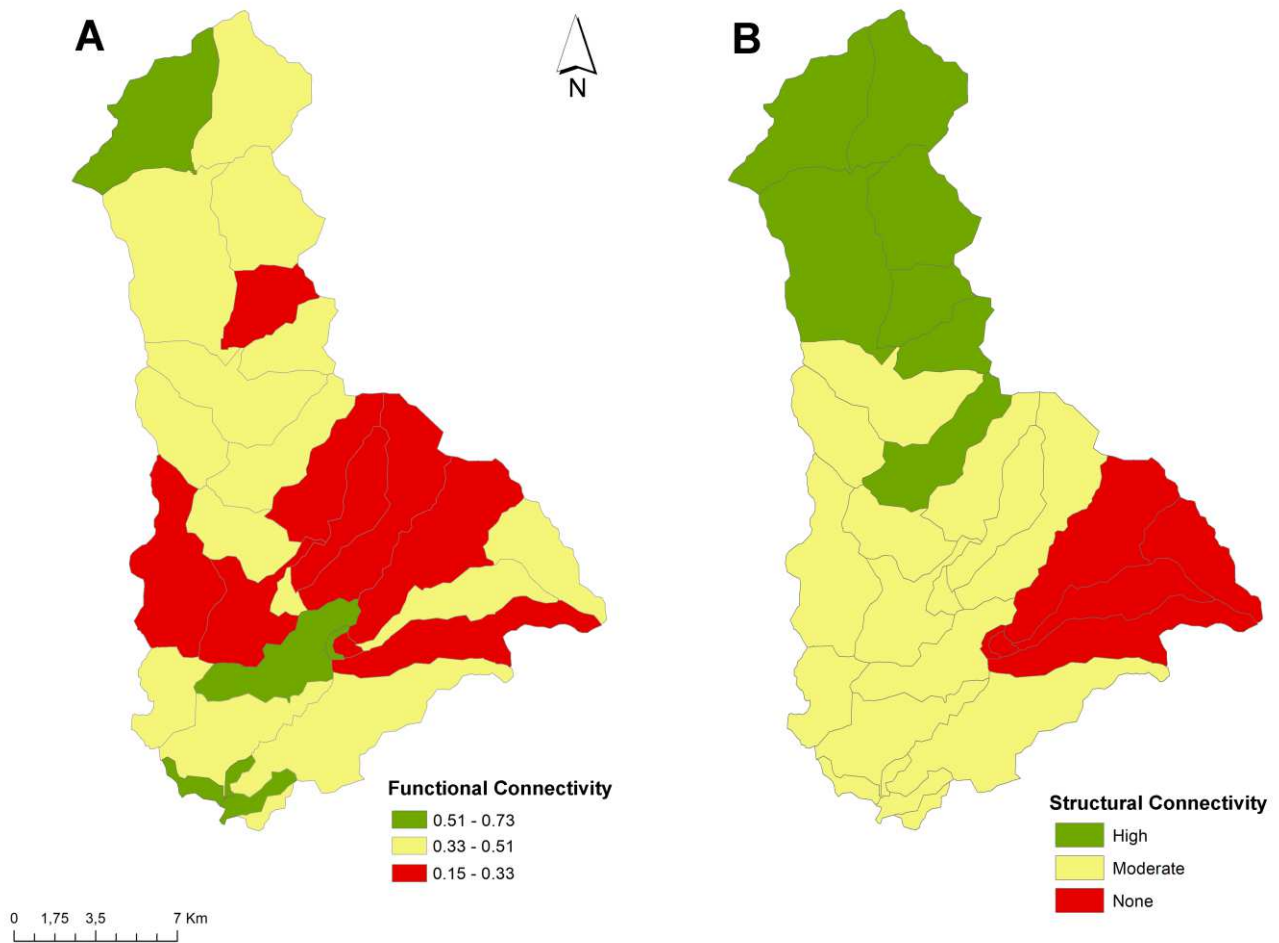 A
N
B
Functional Connectivity
0.51 - 0.73
0.33 - 0.51
0.15 - 0.33
Structural Connectivity
High
Moderate
None
0 1,75 3,5 7 Km